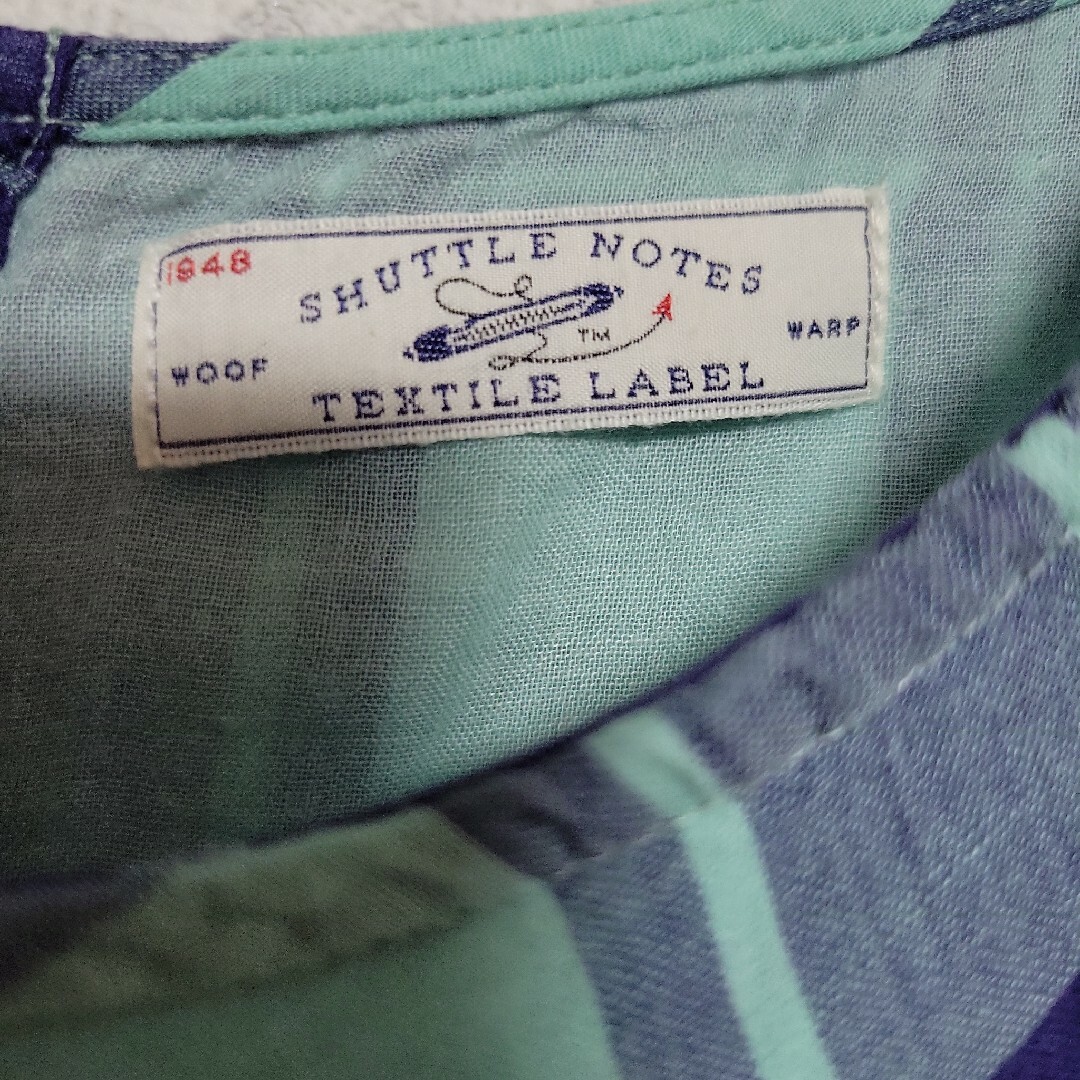 1948
SHUTTLE NOTES
WOOF
TM
WARP
TEXTILE LABEL